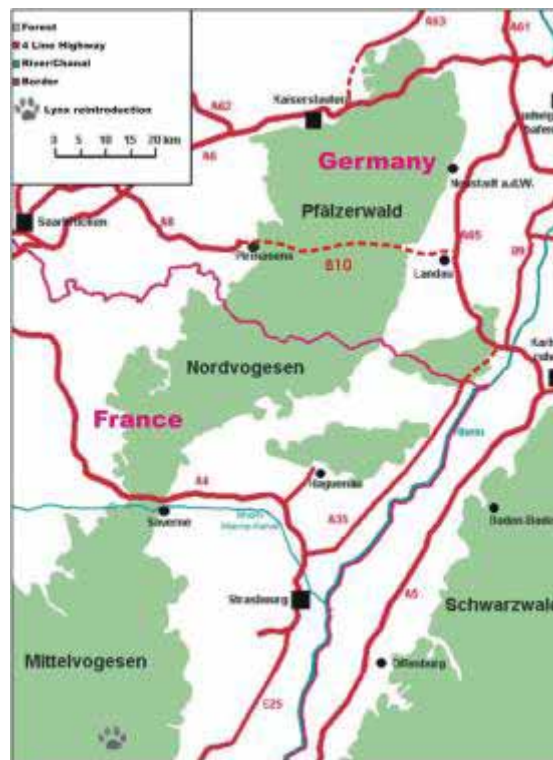 Forest
4 Line Highway
River/Chanal
Border
Lynx reintroduction
0 5 10 15 20 km
A63
A61
A62
Kaiserslautern
A6
Germany
Neustadt a.d.W.
Pfälzerwald
Saarbrücken
A8
A65
Pirmasens
B10
Landau
Nordvogesen
France
Rhein
A4
Haguenau
A35
Saverne
Baden-Bade
Strasbourg
A5
Schwarzwald
Mittelvogesen
Offenburg
E25